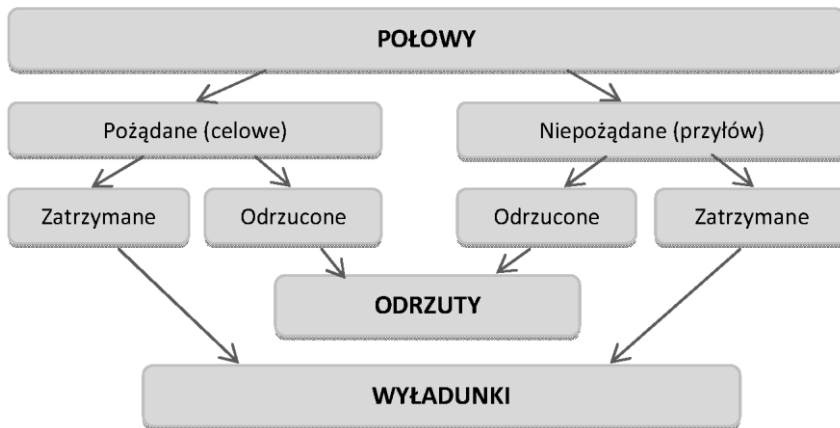 POŁOWY
Pożądane (celowe)
Niepożądane (przyłów)
Zatrzymane
Odrzucone
Odrzucone
Zatrzymane
ODRZUTY
WYŁADUNKI